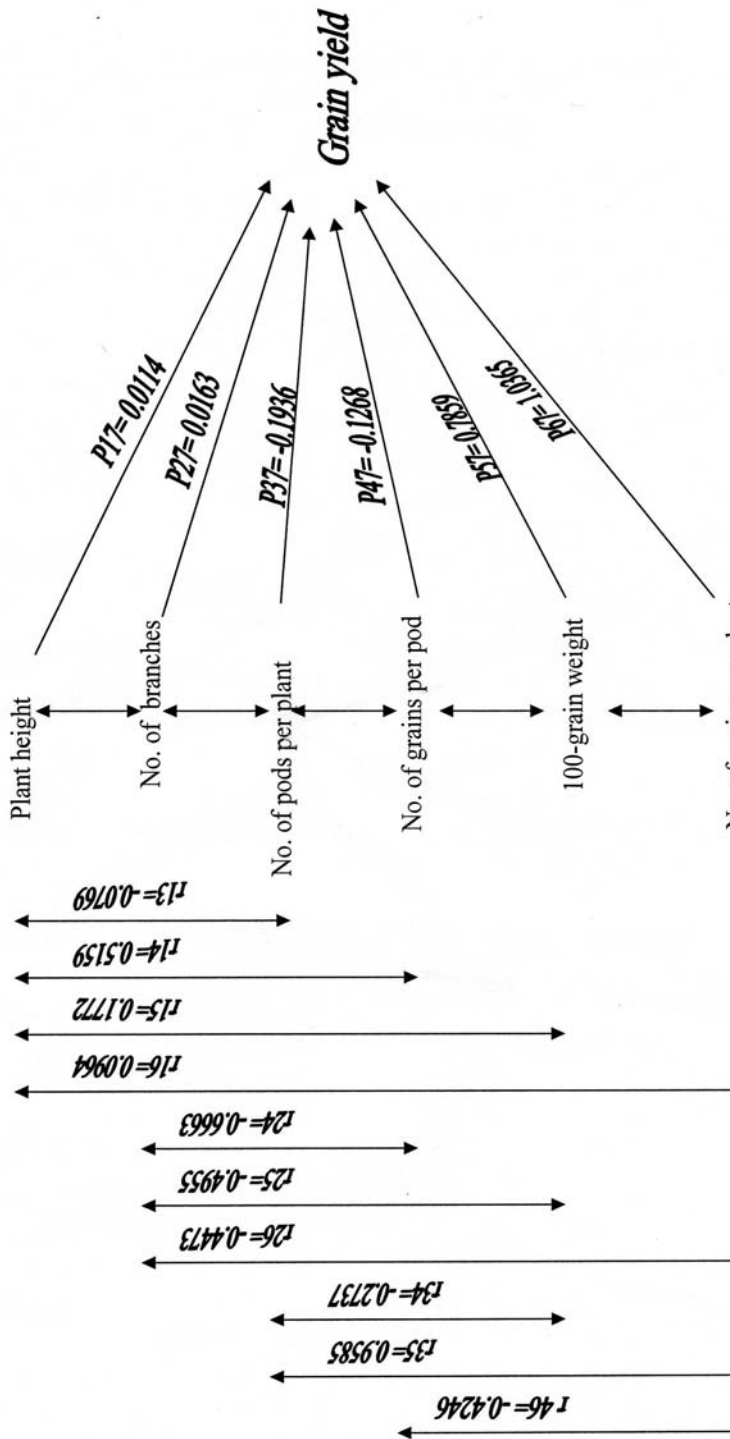 Plant height
No. of branches
No. of pods per plant
No. of grains per pod
100-grain weight
P17= 0.0114
P27= 0.0163
P37= -0.1936
P47= -0.1268
P57= 0.7859
P67= 1.0365
Grain yield
r13= -0.0769
r14= 0.5159
r15= 0.1772
r16= 0.0964
r24= -0.6663
r25= -0.4955
r26= -0.4473
r34= -0.2737
r35= 0.9585
r 46= -0.4246